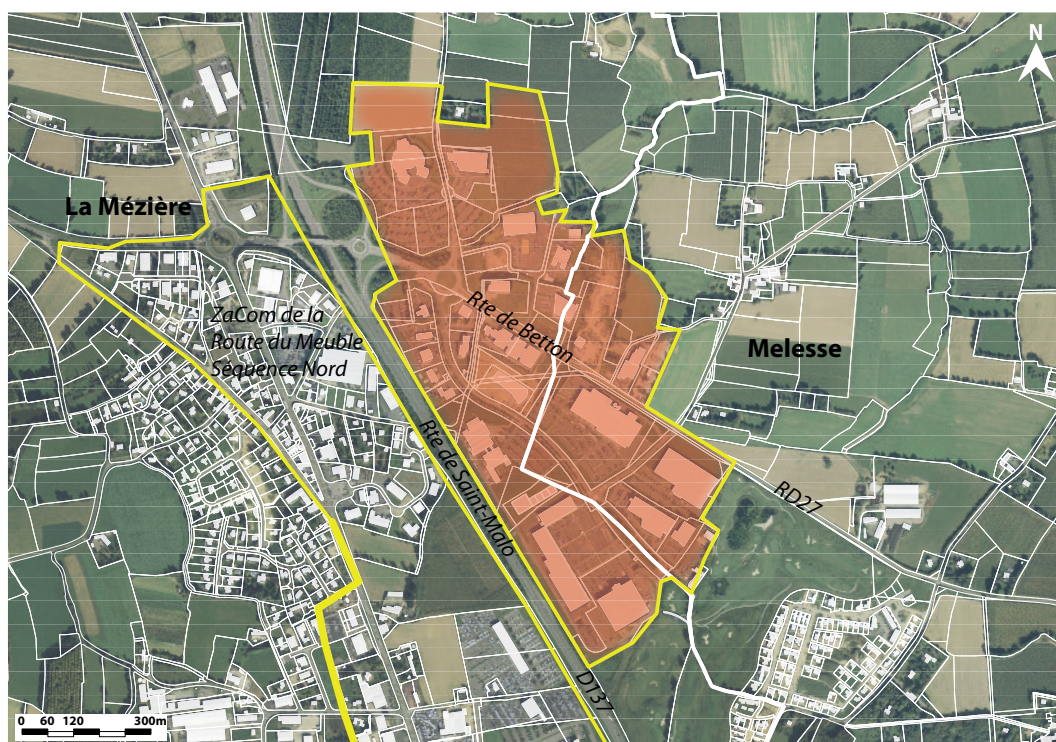 N
La Mézière
ZaCom de la
Route du Meuble
Séquence Nord
Rte de Betton
Melesse
Rte de Saint-Malo
RD27
D137
0 60 120 300m